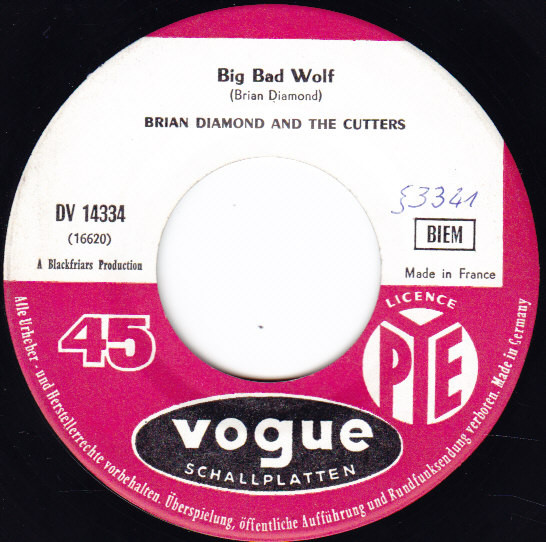 Big Bad Wolf
(Brian Diamond)
BRIAN DIAMOND AND THE CUTTERS
DV 14334
(16620)
A Blackfriars Production
§3341
BIEM
Made in France
45
LICENCE
PYE
vogue
SCHALLPLATTEN
Alle Urheber - und Herstellerrechte vorbehalten. Überspielung, öffentliche Aufführung und Rundfunksendung verboten. Made in Germany